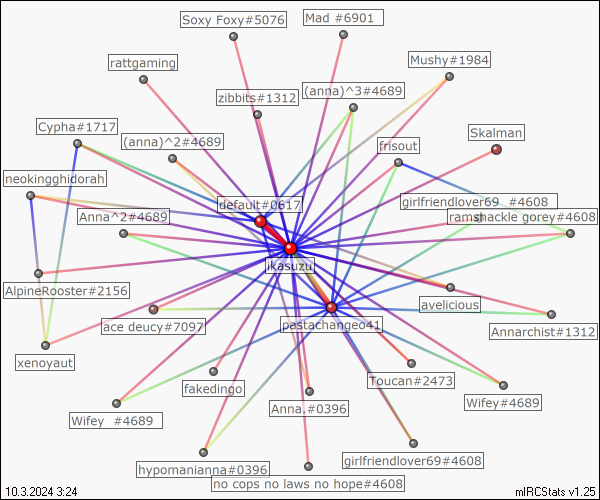 Soxy Foxy#5076
Mad #6901
rattgaming
Mushy#1984
zibbits#1312
(anna)^3#4689
Cypha#1717
(anna)^2#4689
frisout
Skalman
neokingghidorah
default#0617
girlfriendlover69 #4608
Anna^2#4689
shackle gorey#4608
ikasuzu
AlpineRooster#2156
avelicious
ace deucy#7097
pastachangeo41
Annarchist#1312
xenoyaut
fakedingo
Toucan#2473
Wifey #4689
Anna.#0396
Wifey#4689
hypomanianna#0396
girlfriendlover69#4608
no cops no laws no hope#4608
10.3.2024 3:24
mIRCStats v1.25